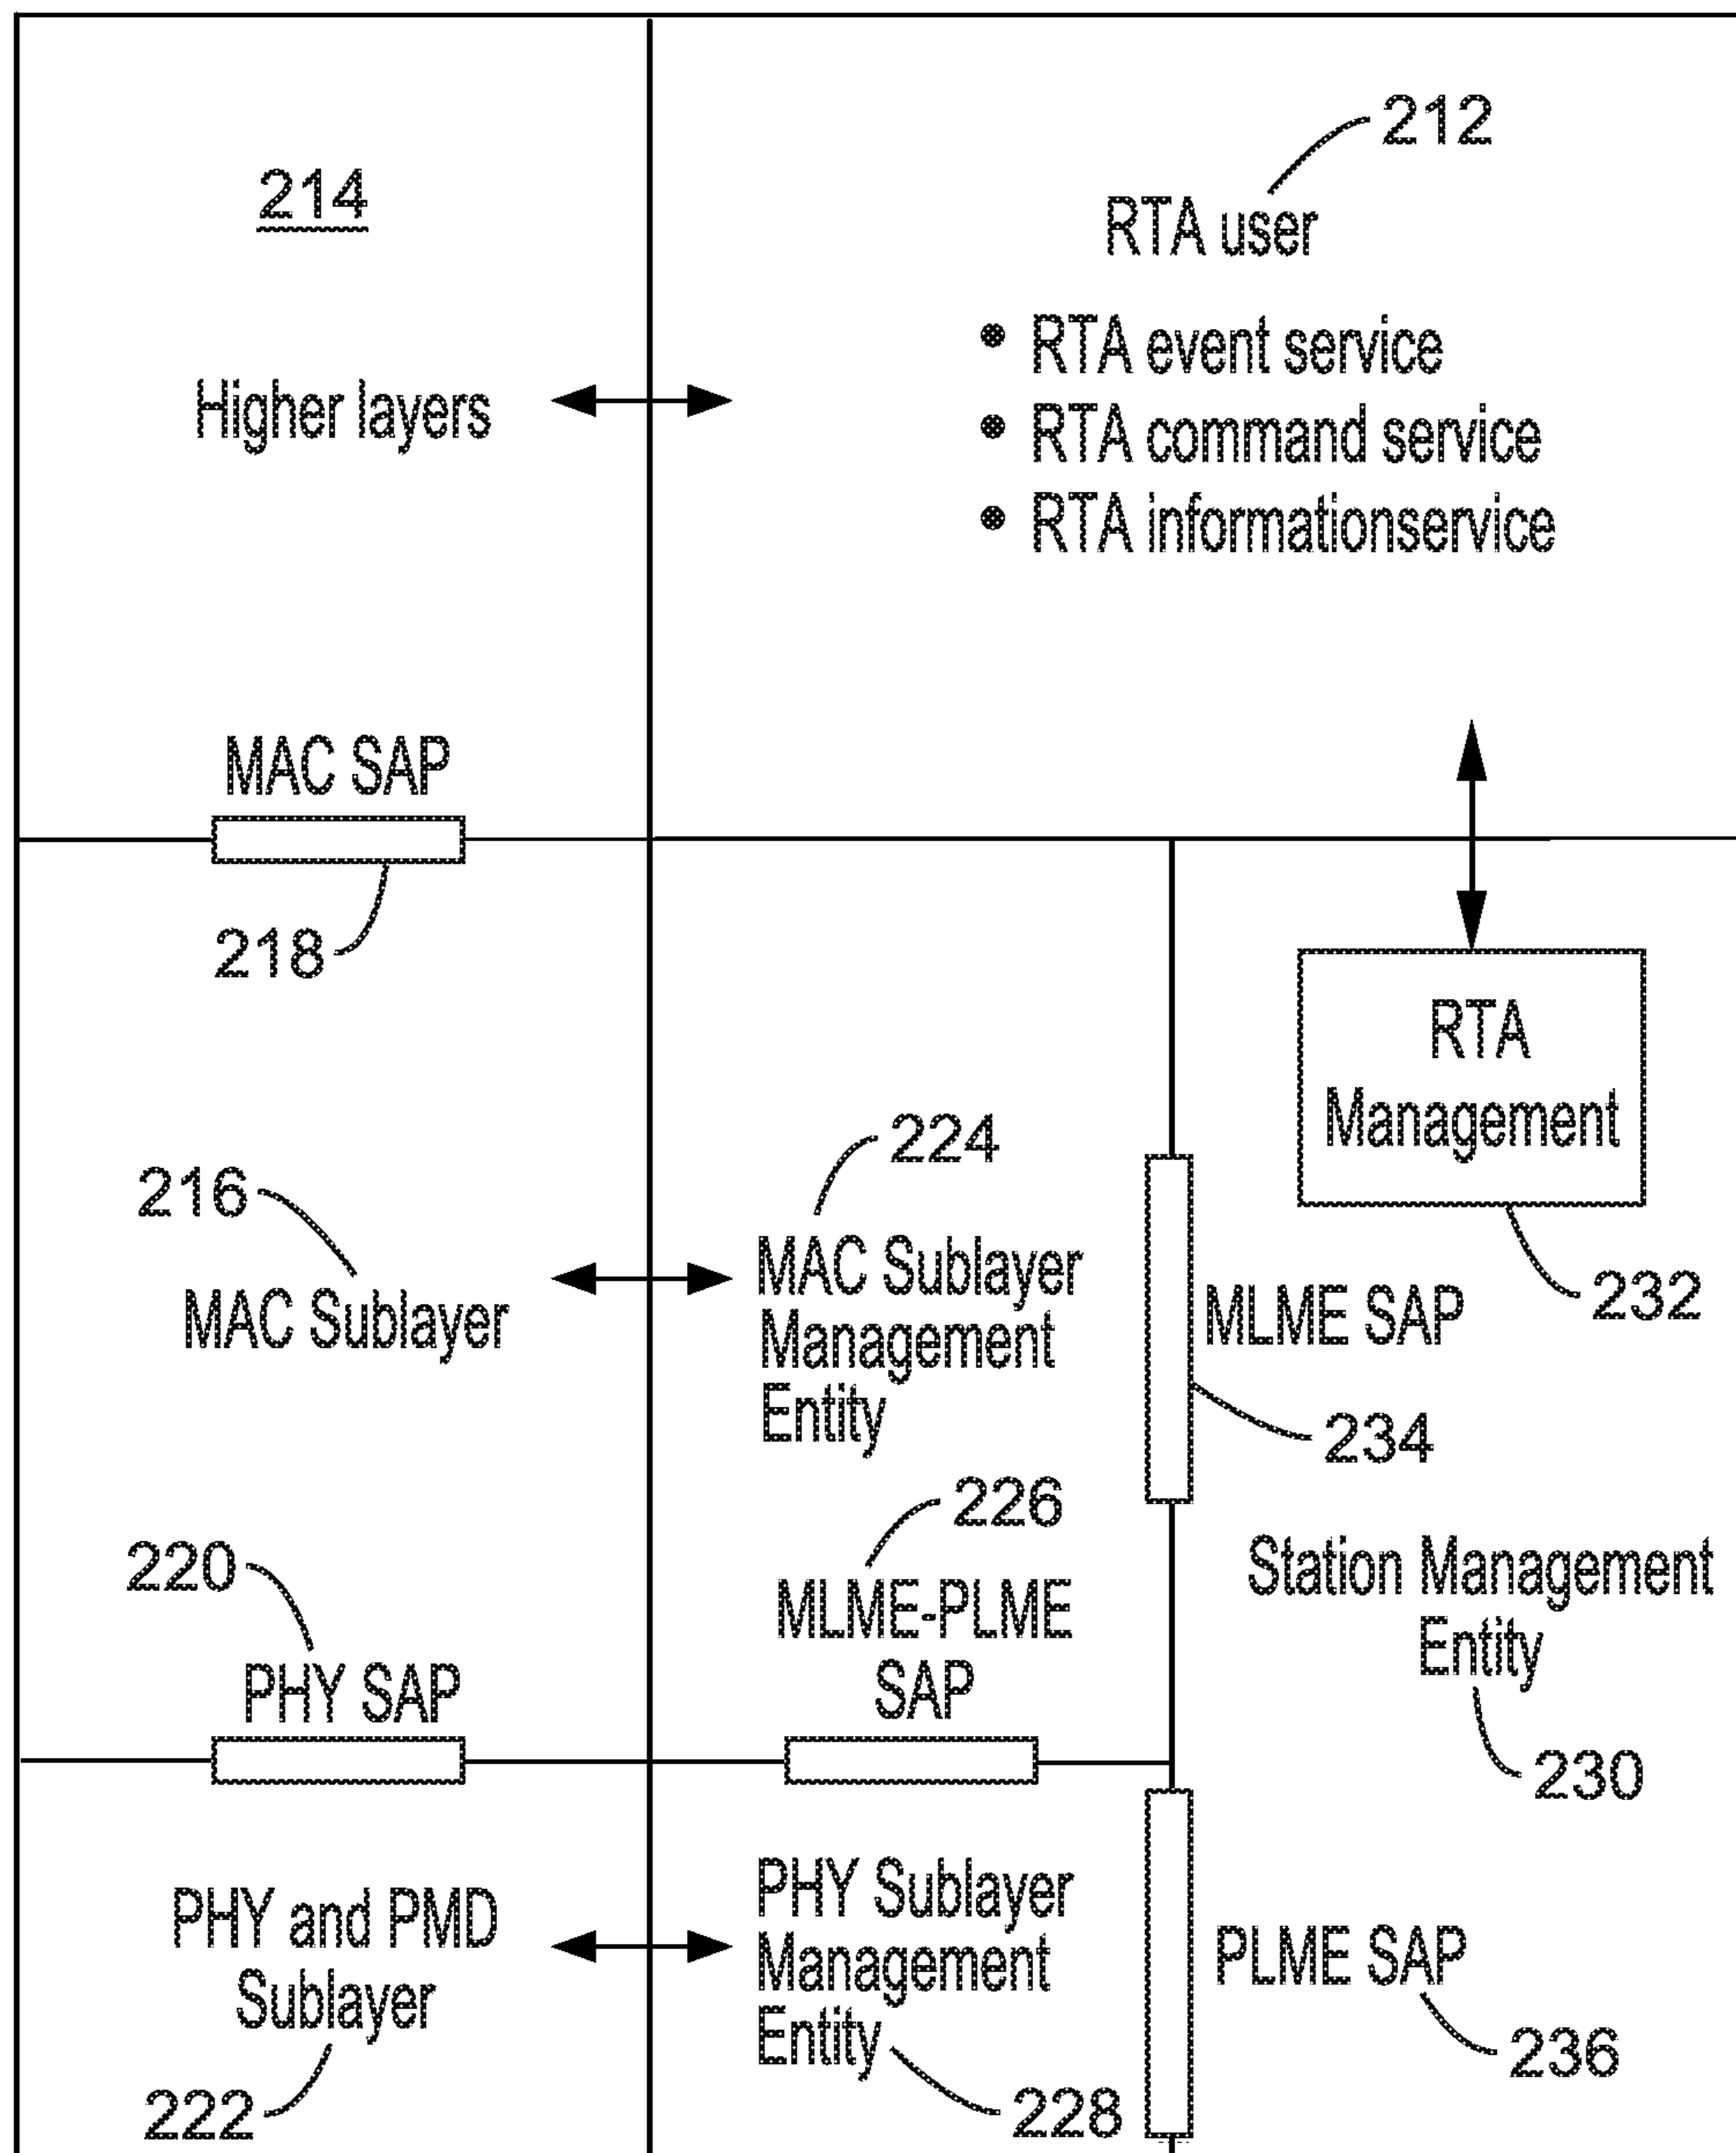 212
214
RTA user
• RTA event service
Higher layers
• RTA command service
• RTA informationservice
MAC SAP
218
RTA
Management
224
216
MAC Sublayer
Management
Entity
MAC Sublayer
MLME SAP
232
234
226
220
MLME-PLME
SAP
Station Management
Entity
PHY SAP
230
PHY and PMD
Sublayer
PHY Sublayer
Management
Entity
PLME SAP
236
222
228